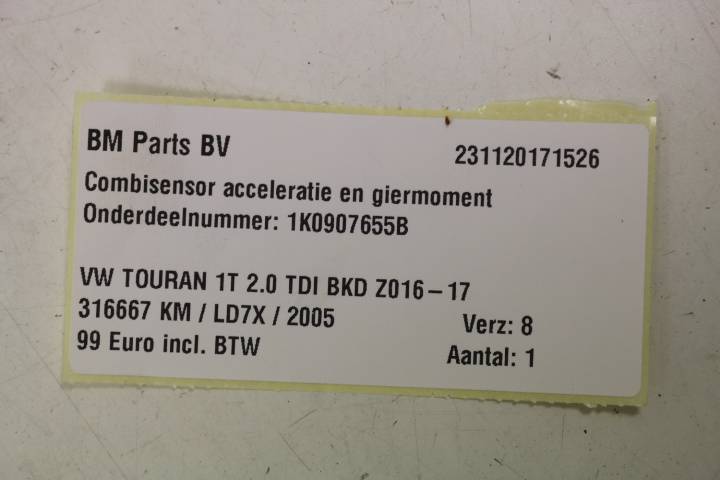 BM Parts BV 231120171526
Combisensor acceleratie en giermoment
Onderdeelnummer: 1K0907655B
VW TOURAN 1T 2.0 TDI BKD Z016-17
316667 KM / LD7X / 2005 Verz: 8
99 Euro incl. BTW Aantal: 1